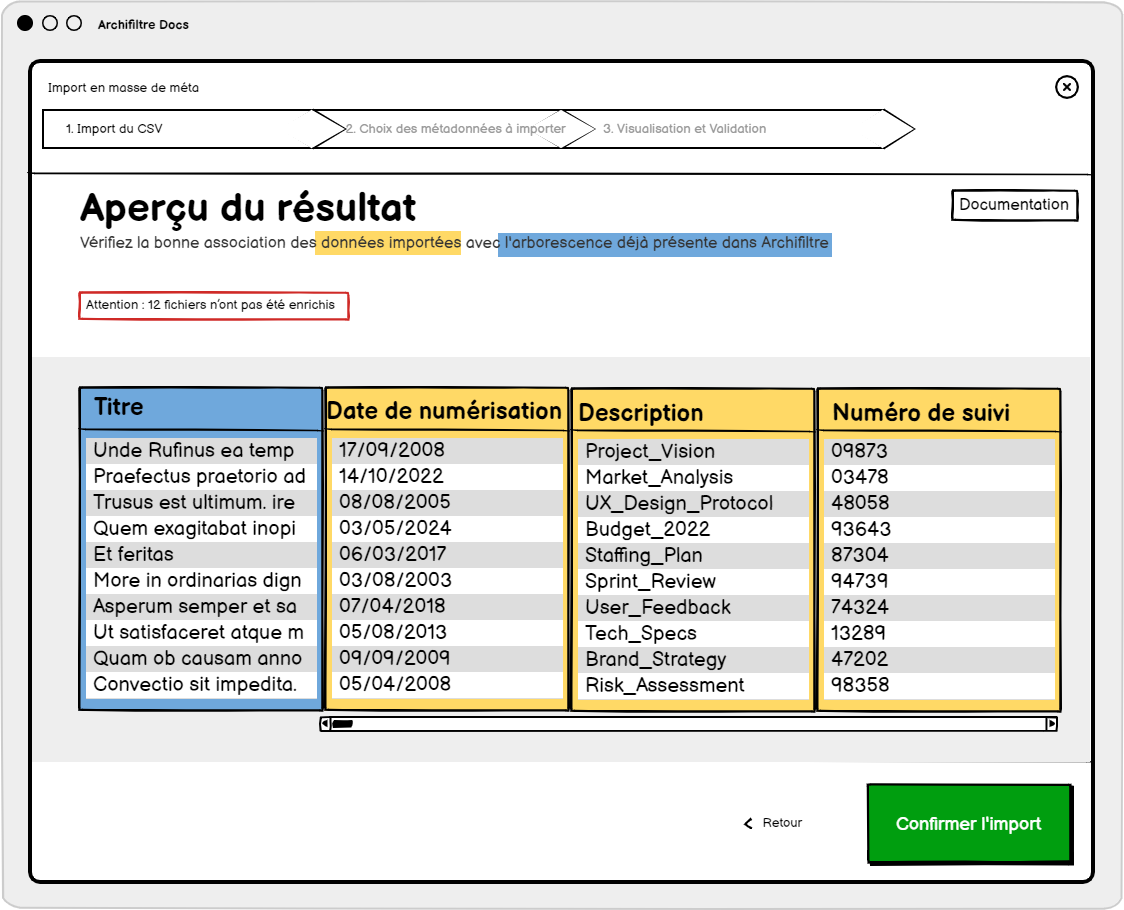 Archifiltre Docs
Import en masse de méta
1. Import du CSV
2. Choix des métadonnées à importer
3. Visualisation et Validation
Aperçu du résultat
Documentation
Vérifiez la bonne association des données importées avec l'arborescence déjà présente dans Archifiltre
Attention : 12 fichiers n'ont pas été enrichis
Titre Date de numérisation Description Numéro de suivi
Unde Rufinus ea temp 17/09/2008 Project_Vision 09873
Praefectus praetorio ad 14/10/2022 Market_Analysis 03478
Trusus est ultimum. ire 08/08/2005 UX_Design_Protocol 48058
Quem exagitabat inopi 03/05/2024 Budget_2022 93643
Et feritas 06/03/2017 Staffing_Plan 87304
More in ordinarias dign 03/08/2003 Sprint_Review 94739
Asperum semper et sa 07/04/2018 User_Feedback 74324
Ut satisfaceret atque m 05/08/2013 Tech_Specs 13289
Quam ob causam anno 09/09/2009 Brand_Strategy 47202
Convectio sit impedita. 05/04/2008 Risk_Assessment 98358
Retour
Confirmer l'import